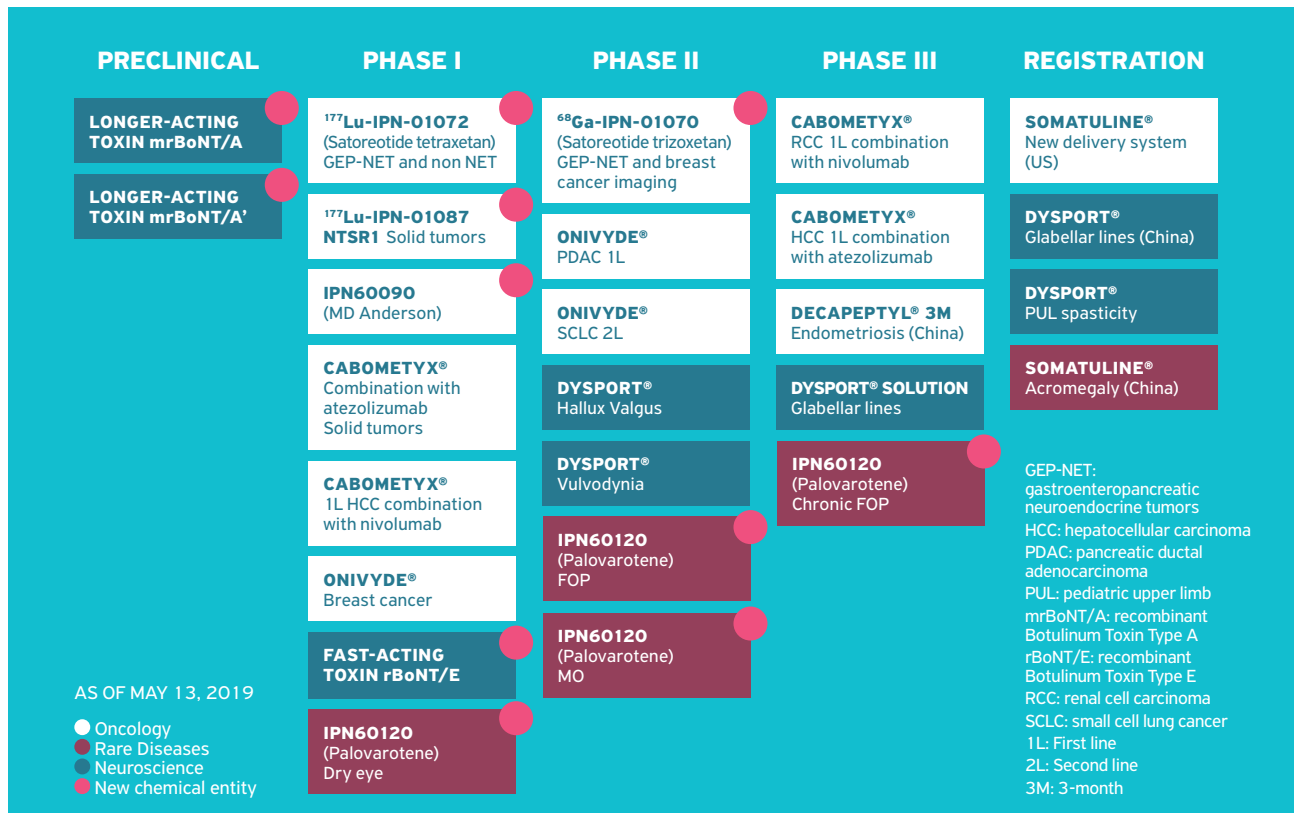 PRECLINICAL
LONGER-ACTING
TOXIN mrBoNT/A
LONGER-ACTING
TOXIN mrBoNT/A’
PHASE I
¹⁷⁷Lu-IPN-01072
(Satoreotide tetraxetan)
GEP-NET and non NET
¹⁷⁷Lu-IPN-01087
NTSR1 Solid tumors
IPN60090
(MD Anderson)
CABOMETYX®
Combination with
atezolizumab
Solid tumors
CABOMETYX®
1L HCC combination
with nivolumab
ONIVYDE®
Breast cancer
FAST-ACTING
TOXIN rBoNT/E
IPN60120
(Palovarotene)
Dry eye
PHASE II
⁶⁸Ga-IPN-01070
(Satoreotide trizoxetan)
GEP-NET and breast
cancer imaging
ONIVYDE®
PDAC 1L
ONIVYDE®
SCLC 2L
DYSPORT®
Hallux Valgus
DYSPORT®
Vulvodynia
IPN60120
(Palovarotene)
FOP
IPN60120
(Palovarotene)
MO
PHASE III
CABOMETYX®
RCC 1L combination
with nivolumab
CABOMETYX®
HCC 1L combination
with atezolizumab
DECAPEPTYL® 3M
Endometriosis (China)
DYSPORT® SOLUTION
Glabellar lines
IPN60120
(Palovarotene)
Chronic FOP
REGISTRATION
SOMATULINE®
New delivery system
(US)
DYSPORT®
Glabellar lines (China)
DYSPORT®
PUL spasticity
SOMATULINE®
Acromegaly (China)
GEP-NET:
gastroenteropancreatic
neuroendocrine tumors
HCC: hepatocellular carcinoma
PDAC: pancreatic ductal
adenocarcinoma
PUL: pediatric upper limb
mrBoNT/A: recombinant
Botulinum Toxin Type A
rBoNT/E: recombinant
Botulinum Toxin Type E
RCC: renal cell carcinoma
SCLC: small cell lung cancer
1L: First line
2L: Second line
3M: 3-month
AS OF MAY 13, 2019
Oncology
Rare Diseases
Neuroscience
New chemical entity